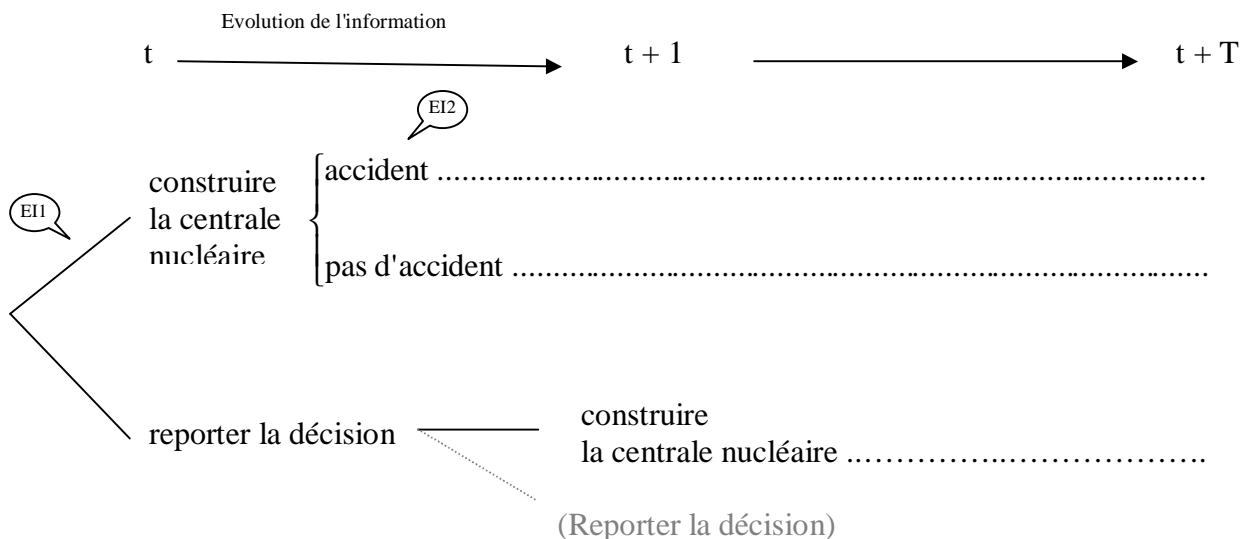 Evolution de l'information
t t + 1 t + T
EI2
accident ........................................................................................
construire
EI1
la centrale
nucléaire
pas d'accident ................................................................................
construire
reporter la décision
la centrale nucléaire ..…………..……………….
(Reporter la décision)